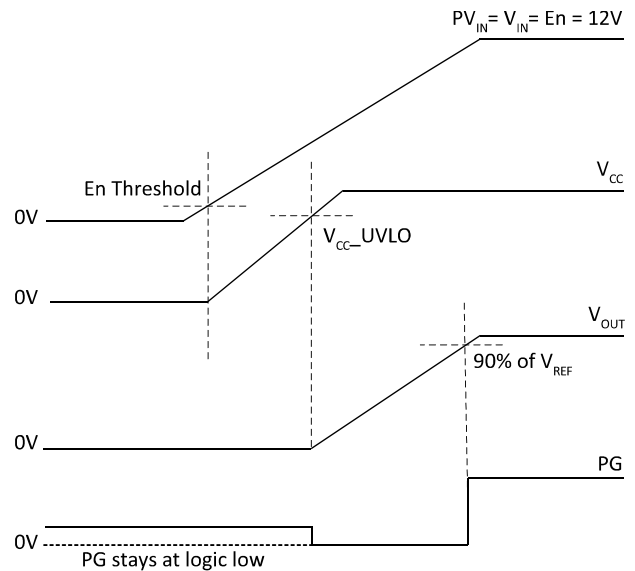 PV_IN = V_IN = En = 12V
En Threshold
V_CC
0V
V_CC_UVLO
0V
V_OUT
90% of V_REF
0V
PG
0V
PG stays at logic low